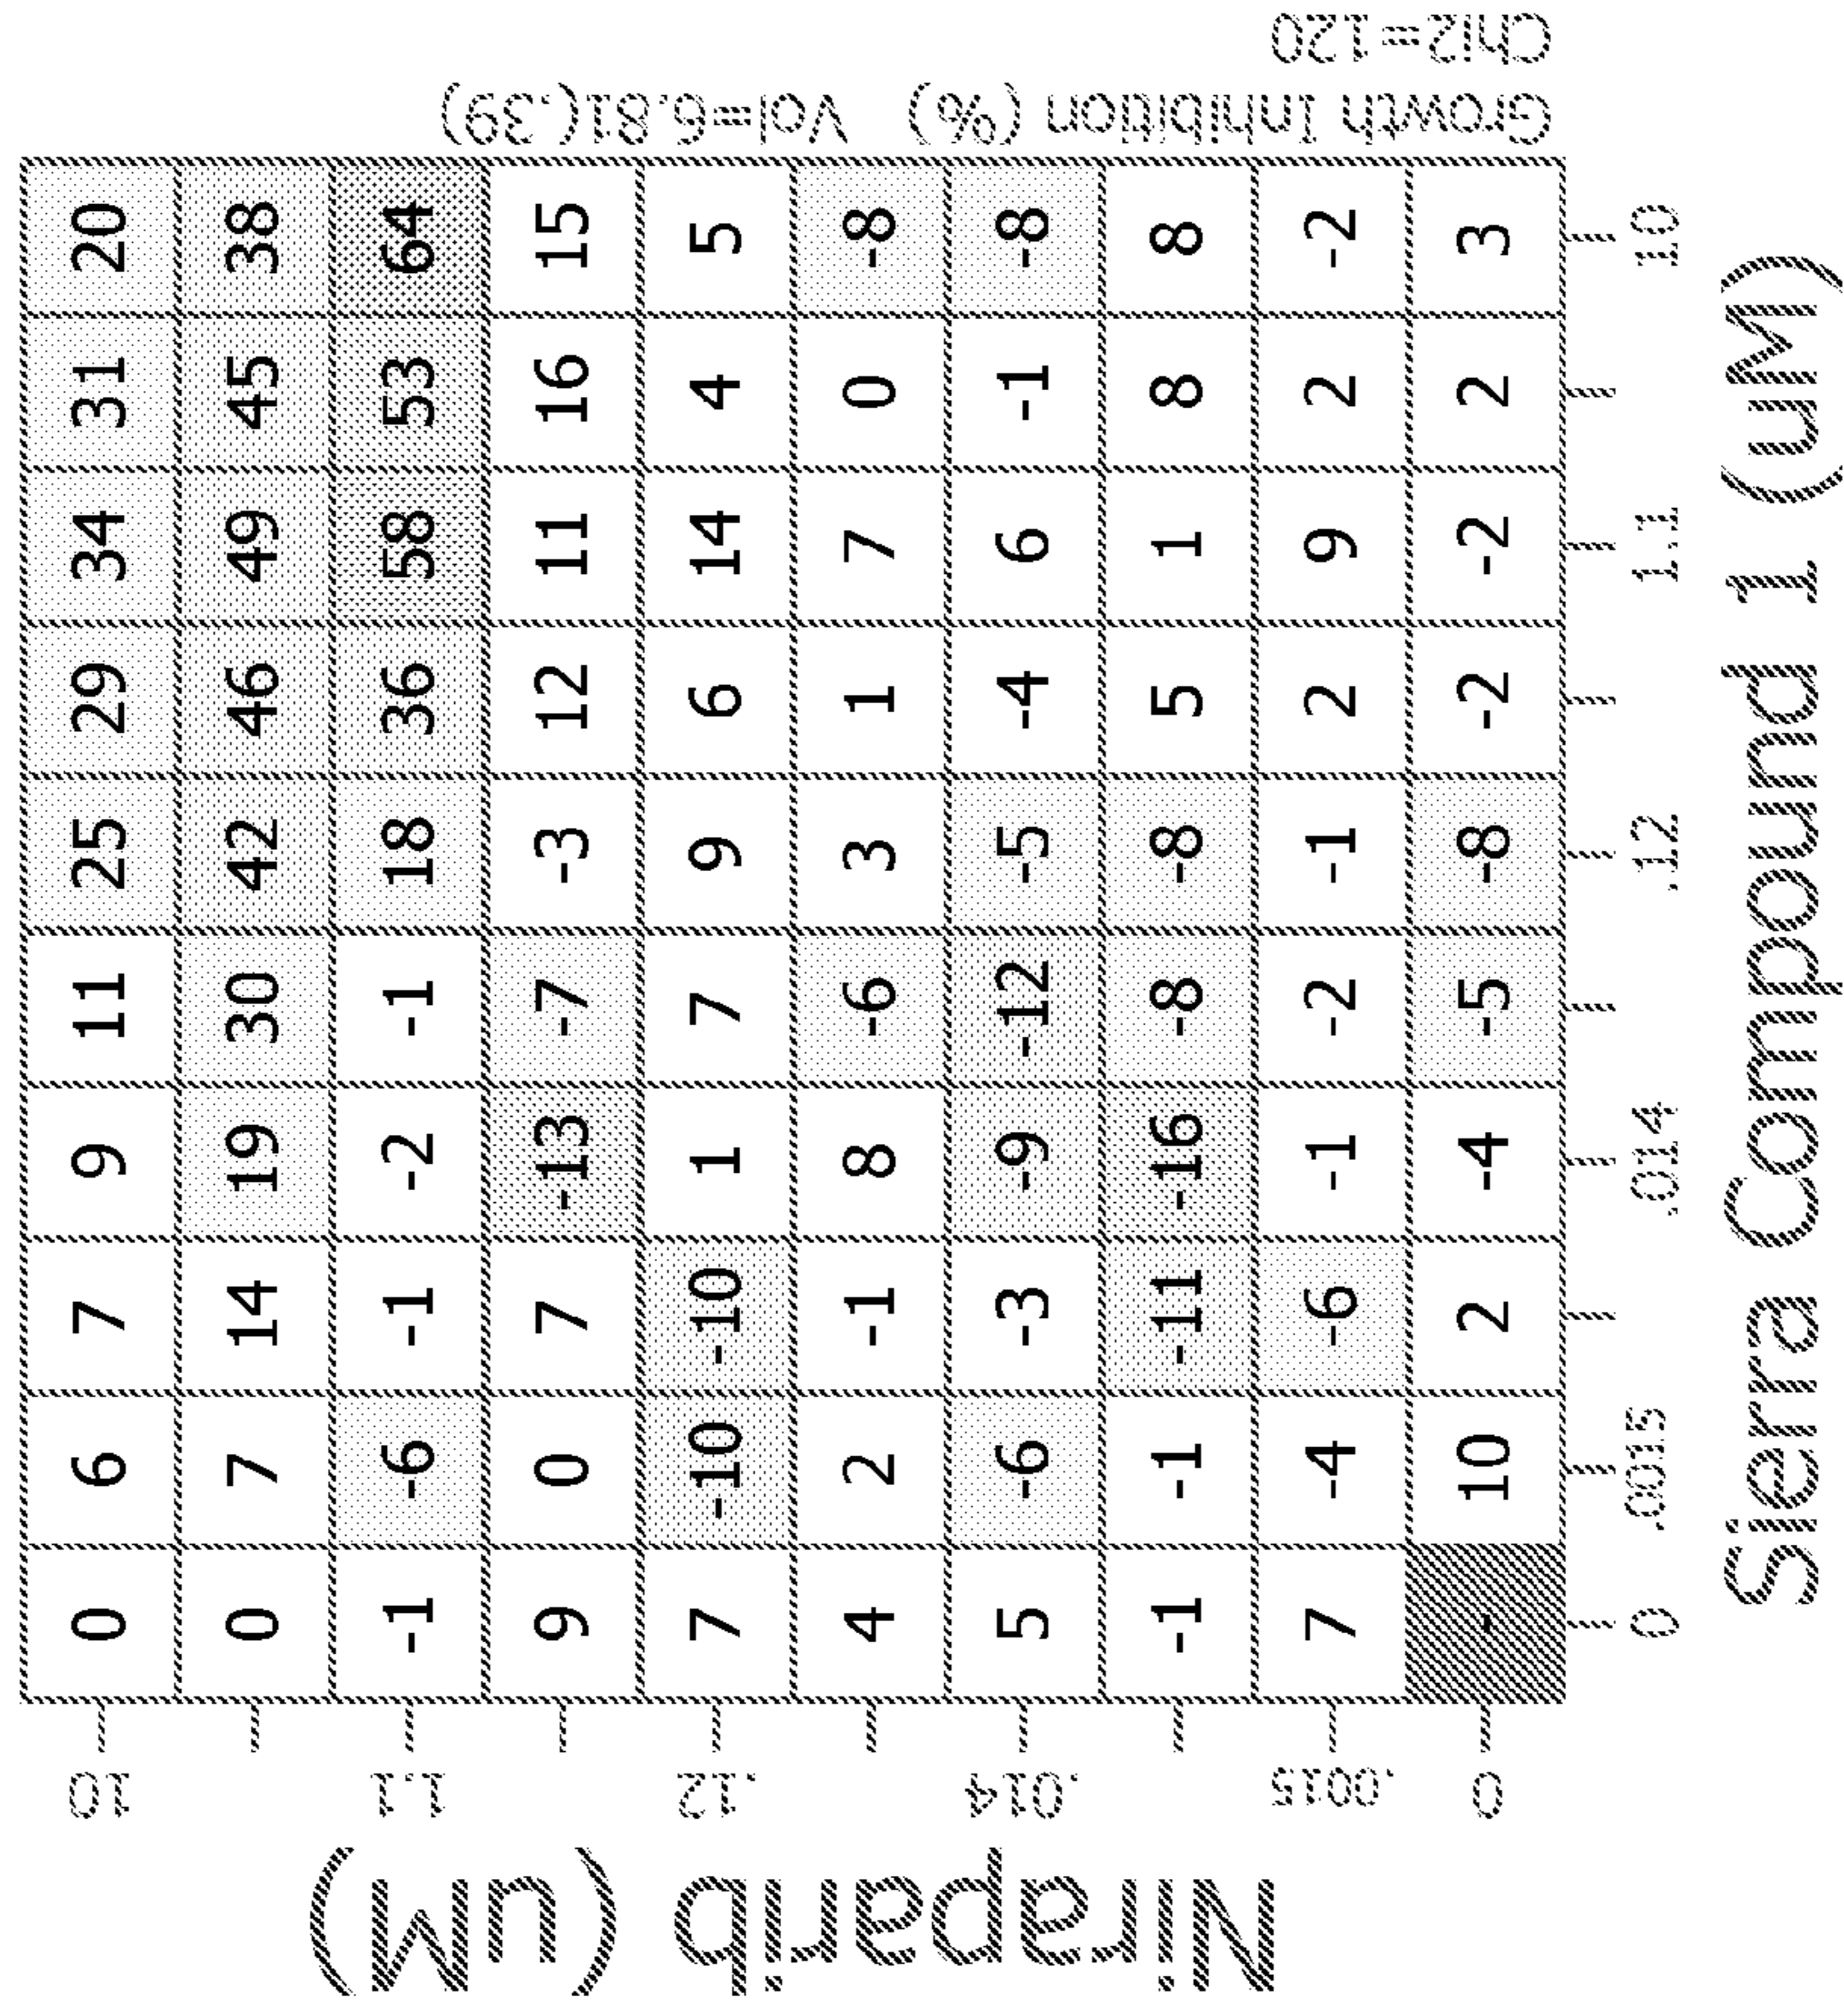 Niraparib (uM)
10 0 6 7 9 11 25 29 34 31 20
0 7 14 19 30 42 46 49 45 38
1.1 -1 -6 -1 -2 -1 18 36 58 53 64
9 0 7 -13 -7 -3 12 11 16 15
.12 7 -10 -10 1 7 9 6 14 4 5
4 2 -1 8 -6 3 1 7 0 -8
.014 5 -6 -3 -9 -12 -5 -4 6 -1 -8
-1 -1 -11 -16 -8 -8 5 1 8 8
.0015 7 -4 -6 -1 -2 -1 2 9 2 -2
0 - 10 2 -4 -5 -8 -2 -2 2 3
0 .0015 .014 .12 1.1 10
Sierra Compound 1 (uM)
Growth Inhibition (%) Vol=6.81(.39)
Chi2=120